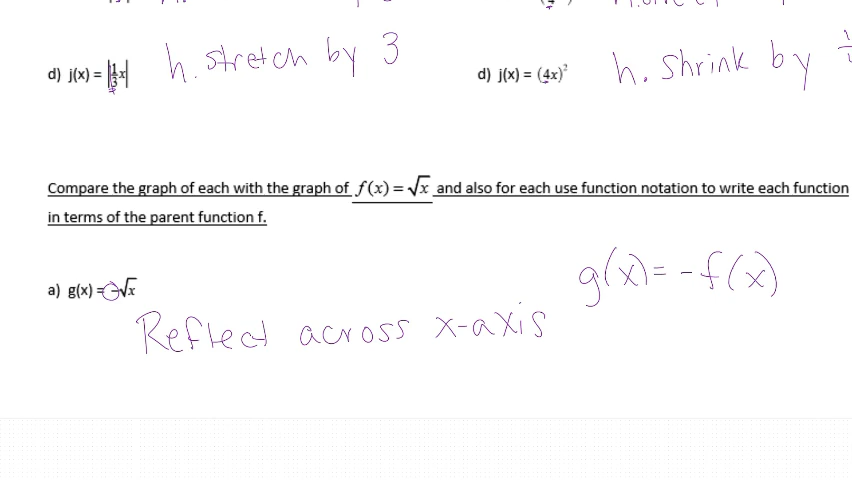 d) j(x) = |1/3x| h. stretch by 3
d) j(x) = (4x)² h. shrink by
Compare the graph of each with the graph of f(x) = √x and also for each use function notation to write each function
in terms of the parent function f.
g(x) = -f(x)
a) g(x) = -√x
Reflect across x-axis